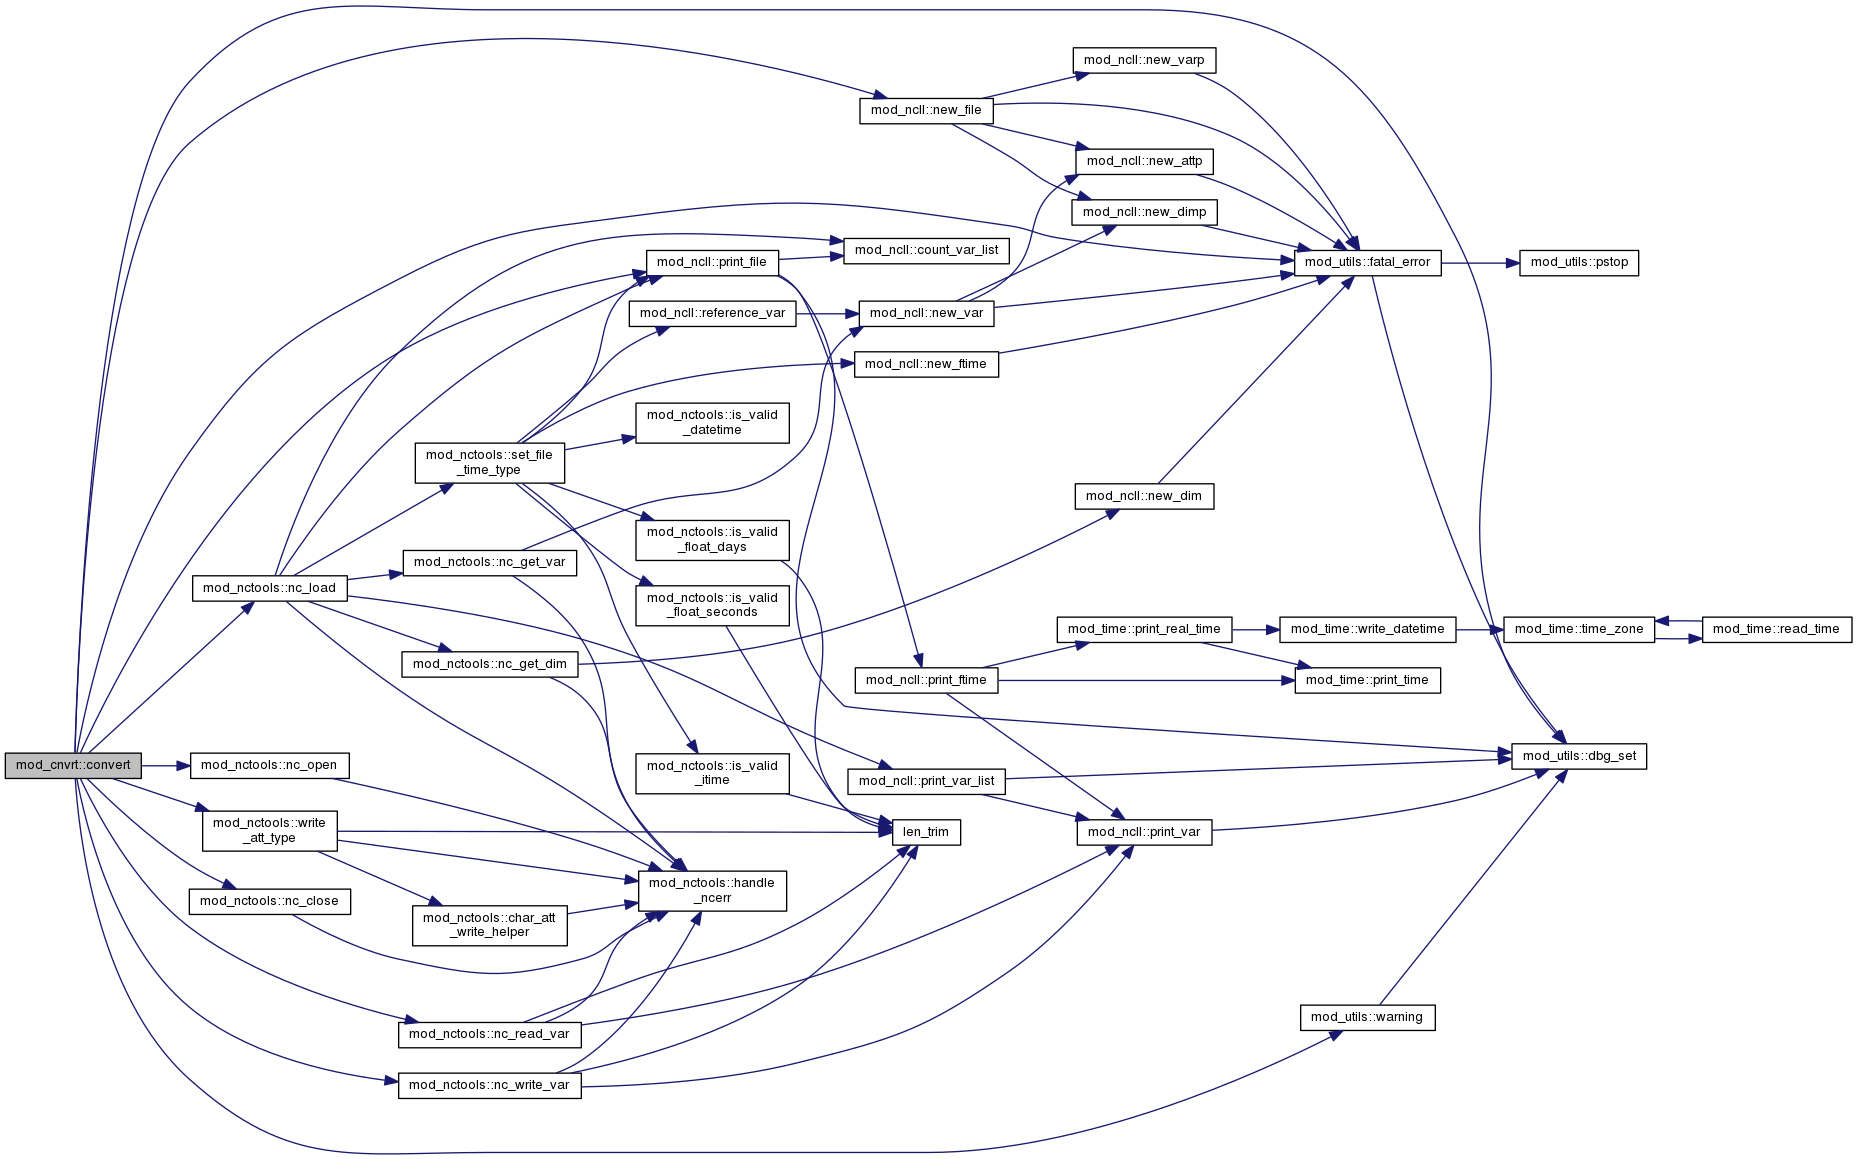 mod_ncll::new_varp
mod_ncll::new_file
mod_ncll::new_attp
mod_ncll::new_dimp
mod_ncll::count_var_list
mod_ncll::print_file
mod_utils::fatal_error
mod_utils::pstop
mod_ncll::reference_var
mod_ncll::new_var
mod_ncll::new_ftime
mod_nctools::is_valid
_datetime
mod_nctools::set_file
_time_type
mod_ncll::new_dim
mod_nctools::is_valid
_float_days
mod_nctools::nc_get_var
mod_nctools::nc_load
mod_nctools::is_valid
_float_seconds
mod_time::print_real_time
mod_time::write_datetime
mod_time::time_zone
mod_time::read_time
mod_nctools::nc_get_dim
mod_ncll::print_ftime
mod_time::print_time
mod_cnvrt::convert
mod_nctools::nc_open
mod_nctools::is_valid
_itime
mod_ncll::print_var_list
mod_utils::dbg_set
mod_nctools::write
_att_type
len_trim
mod_ncll::print_var
mod_nctools::handle
_ncerr
mod_nctools::nc_close
mod_nctools::char_att
_write_helper
mod_nctools::nc_read_var
mod_utils::warning
mod_nctools::nc_write_var